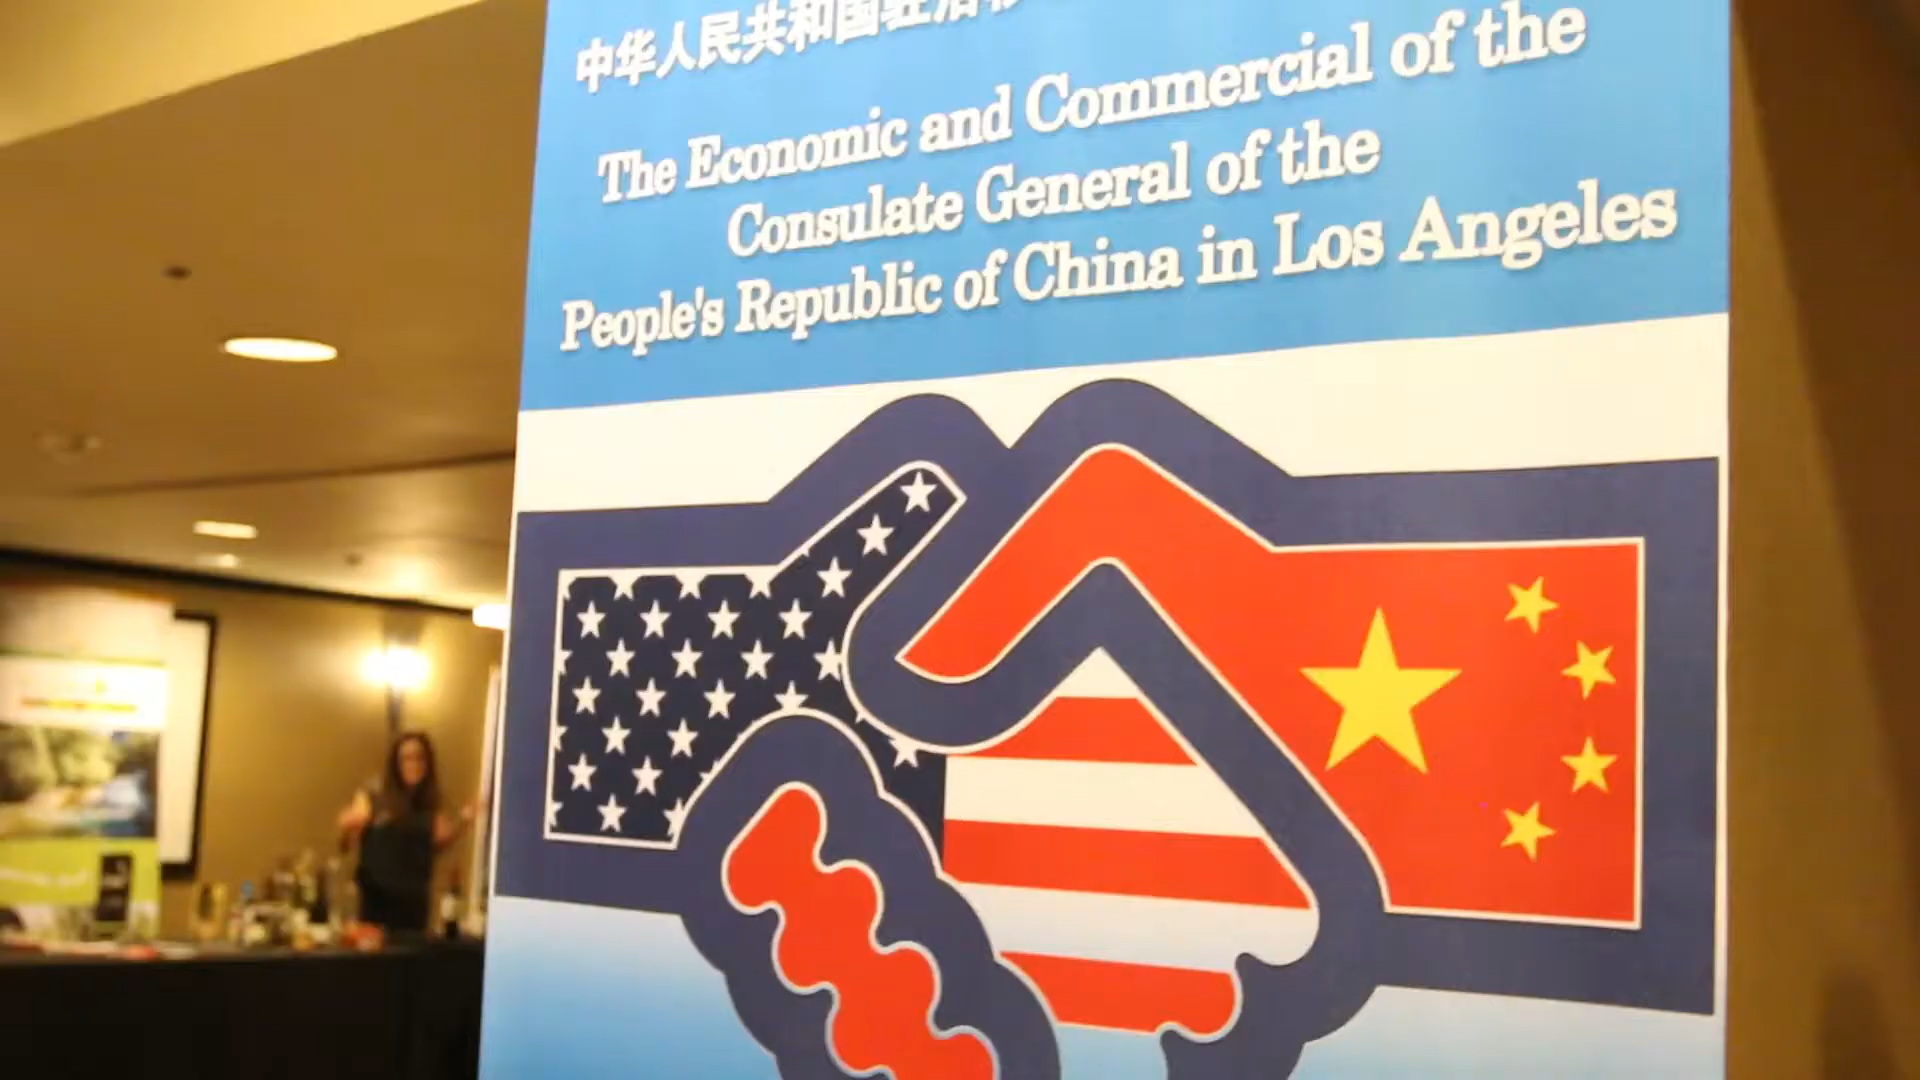 中华人民共和国驻洛
The Economic and Commercial of the
Consulate General of the
People's Republic of China in Los Angeles